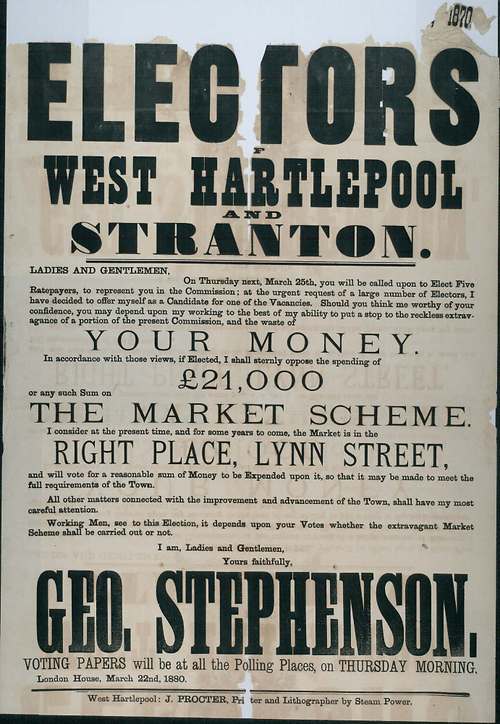 1870
ELECTORS
F
WEST HARTLEPOOL
AND
STRANTON.
LADIES AND GENTLEMEN,
On Thursday next, March 25th, you will be called upon to Elect Five
Ratepayers, to represent you in the Commission; at the urgent request of a large number of Electors, I
have decided to offer myself as a Candidate for one of the Vacancies. Should you think me worthy of your
confidence, you may depend upon my working to the best of my ability to put a stop to the reckless extrav-
agance of a portion of the present Commission, and the waste of
YOUR MONEY.
In accordance with those views, if Elected, I shall sternly oppose the spending of
£21,000
or any such Sum on
THE MARKET SCHEME.
I consider at the present time, and for some years to come, the Market is in the
RIGHT PLACE, LYNN STREET,
and will vote for a reasonable sum of Money to be Expended upon it, so that it may be made to meet the
full requirements of the Town.
All other matters connected with the improvement and advancement of the Town, shall have my most
careful attention.
Working Men, see to this Election, it depends upon your Votes whether the extravagant Market
Scheme shall be carried out or not.
I am, Ladies and Gentlemen,
Yours faithfully,
GEO. STEPHENSON.
VOTING PAPERS will be at all the Polling Places, on THURSDAY MORNING.
London House, March 22nd, 1880.
West Hartlepool: J. PROCTER, Printer and Lithographer by Steam Power.